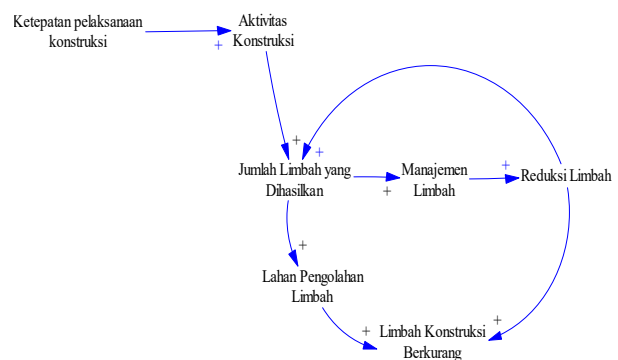 Ketepatan pelaksanaan
konstruksi
+
Aktivitas
Konstruksi
+
+
Jumlah Limbah yang
Dihasilkan
+
Manajemen
Limbah
+
Reduksi Limbah
+
Lahan Pengolahan
Limbah
+
+
Limbah Konstruksi
Berkurang